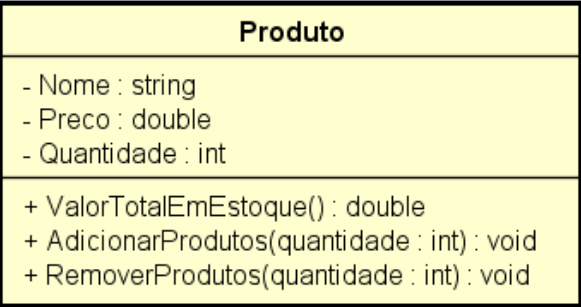 Produto
- Nome : string
- Preco : double
- Quantidade : int
+ ValorTotalEmEstoque() : double
+ AdicionarProdutos(quantidade : int) : void
+ RemoverProdutos(quantidade : int) : void